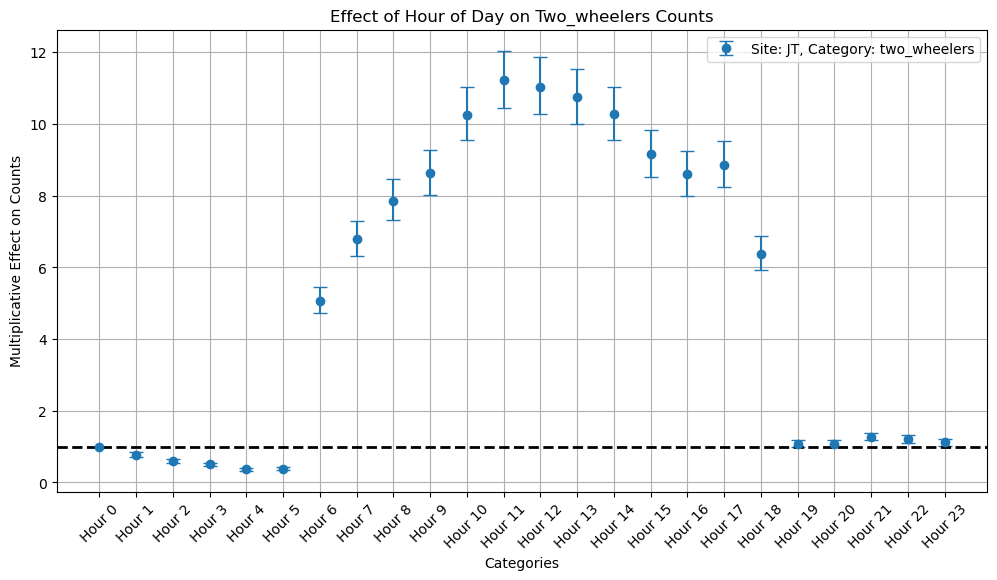 Effect of Hour of Day on Two_wheelers Counts
Site: JT, Category: two_wheelers
Multiplicative Effect on Counts
12
10
8
6
4
2
0
Hour 0
Hour 1
Hour 2
Hour 3
Hour 4
Hour 5
Hour 6
Hour 7
Hour 8
Hour 9
Hour 10
Hour 11
Hour 12
Hour 13
Hour 14
Hour 15
Hour 16
Hour 17
Hour 18
Hour 19
Hour 20
Hour 21
Hour 22
Hour 23
Categories